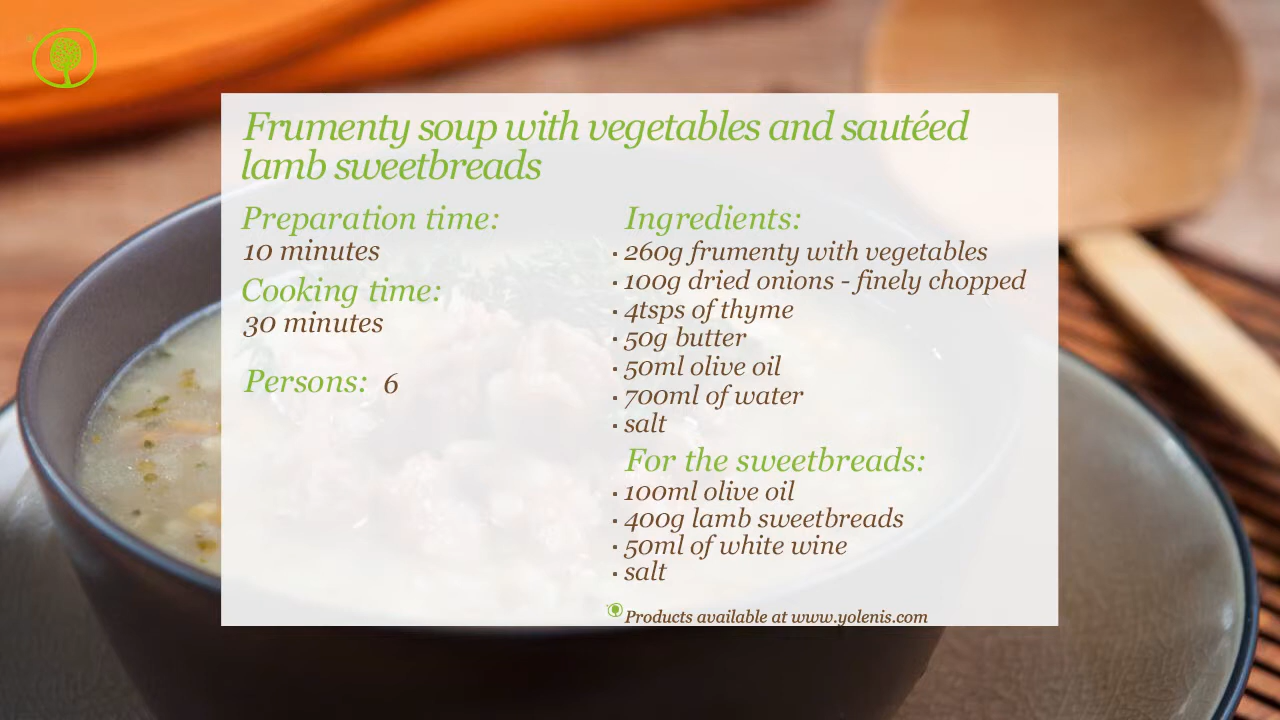 Frumenty soup with vegetables and sautéed
lamb sweetbreads
Preparation time:
10 minutes
Cooking time:
30 minutes
Persons: 6
Ingredients:
· 260g frumenty with vegetables
· 100g dried onions - finely chopped
· 4tsps of thyme
· 50g butter
· 50ml olive oil
· 700ml of water
· salt
For the sweetbreads:
· 100ml olive oil
· 400g lamb sweetbreads
· 50ml of white wine
· salt
Products available at www.yolenis.com